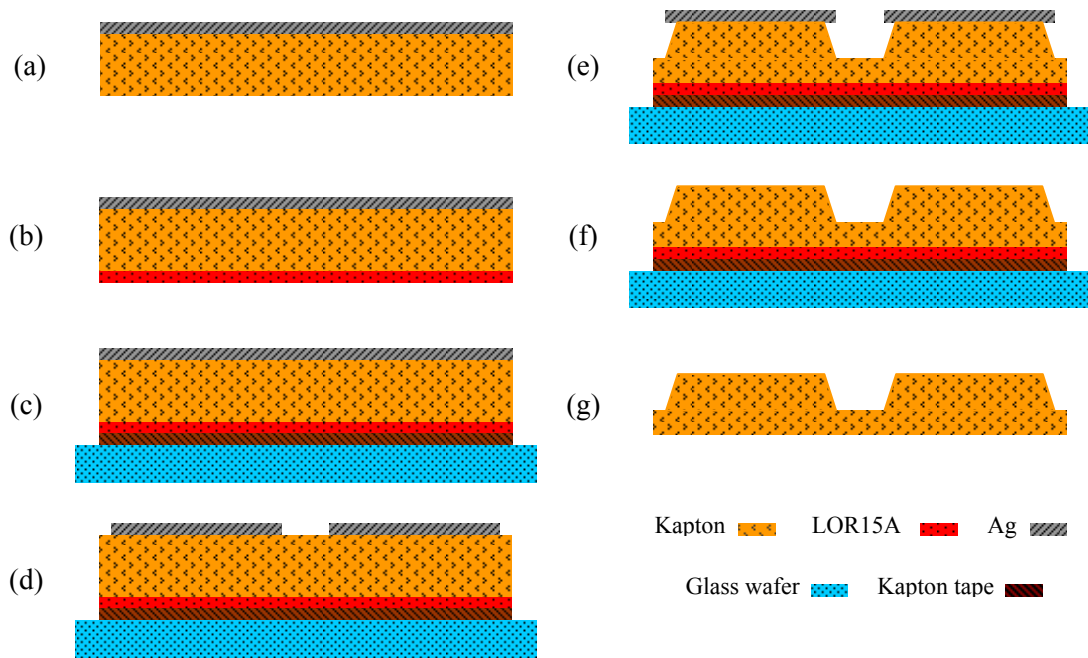 (a)
(b)
(c)
(d)
(e)
(f)
(g)
Kapton LOR15A Ag
Glass wafer Kapton tape